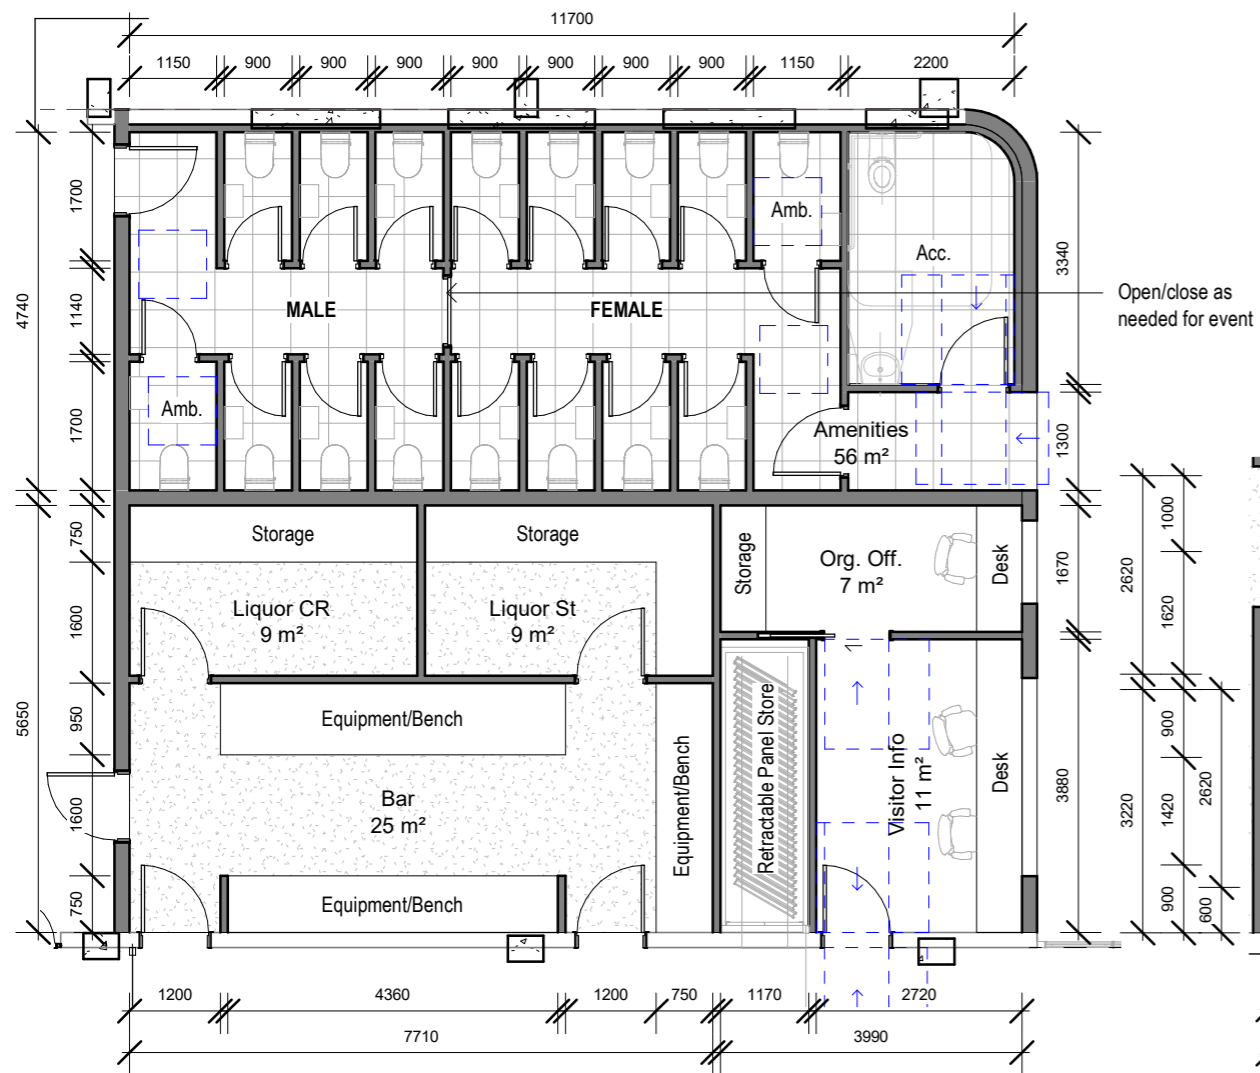 11700
1150
900
900
900
900
900
900
900
1150
2200
4740
1700
1140
1700
3340
1300
Amb.
Acc.
MALE
FEMALE
Open/close as
needed for event
Amb.
Amenities
56 m²
5650
750
1600
950
1600
750
Storage
Storage
Storage
Org. Off.
7 m²
Desk
1670
2620
1000
1620
Liquor CR
9 m²
Liquor St
9 m²
Equipment/Bench
Bar
25 m²
Equipment/Bench
Equipment/Bench
Retractable Panel Store
Visitor Info
11 m²
Desk
3880
3220
900
1420
900
2620
600
1200
4360
1200
750
1170
2720
7710
3990